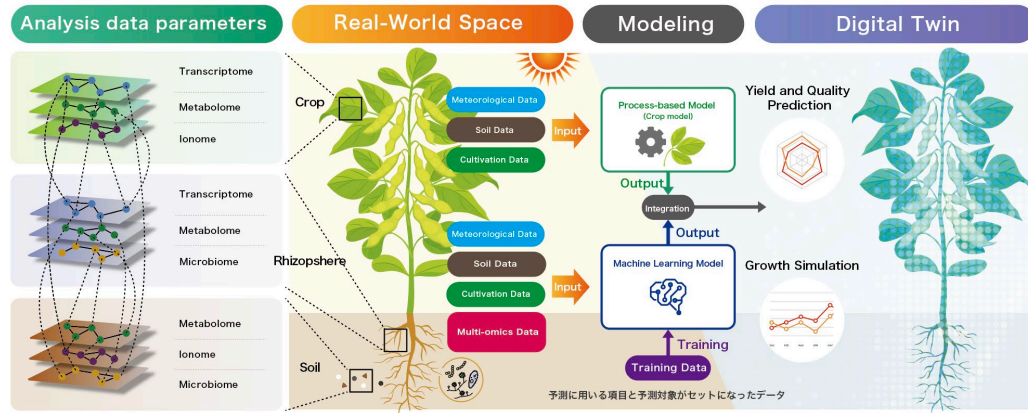 Analysis data parameters
Real-World Space
Modeling
Digital Twin
Transcriptome
Metabolome
Ionome
Transcriptome
Metabolome
Microbiome
Metabolome
Ionome
Microbiome
Crop
Rhizopshere
Soil
Meteorological Data
Soil Data
Cultivation Data
Input
Meteorological Data
Soil Data
Cultivation Data
Multi-omics Data
Input
Process-based Model
(Crop model)
Output
Integration
Output
Machine Learning Model
Training
Training Data
予測に用いる項目と予測対象がセットになったデータ
Yield and Quality
Prediction
Growth Simulation